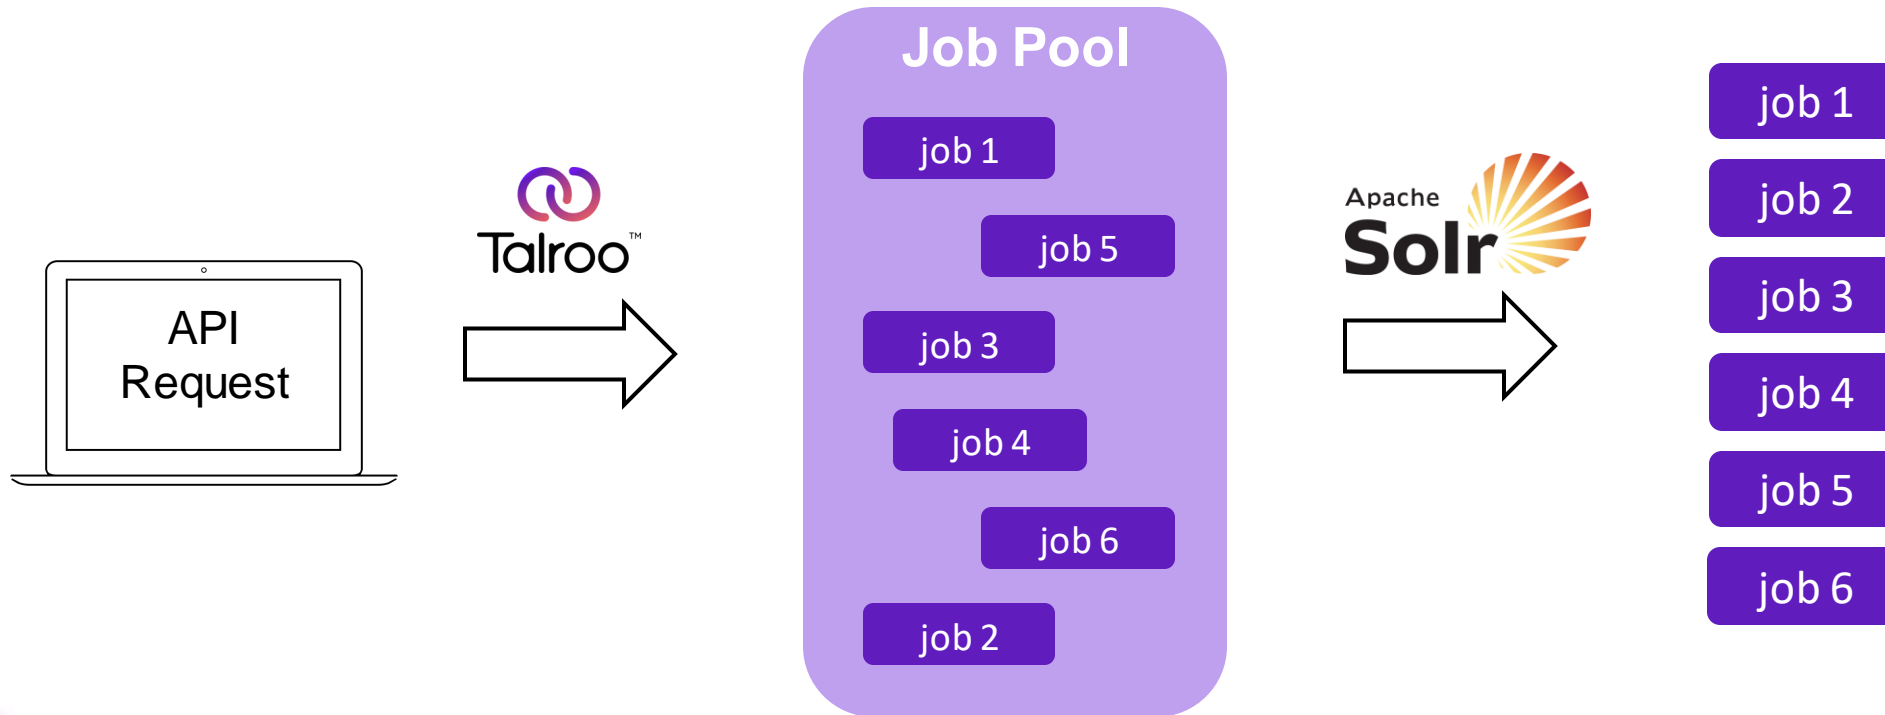 API
Request
Talroo™
Job Pool
job 1
job 5
job 3
job 4
job 6
job 2
Apache
Solr
job 1
job 2
job 3
job 4
job 5
job 6